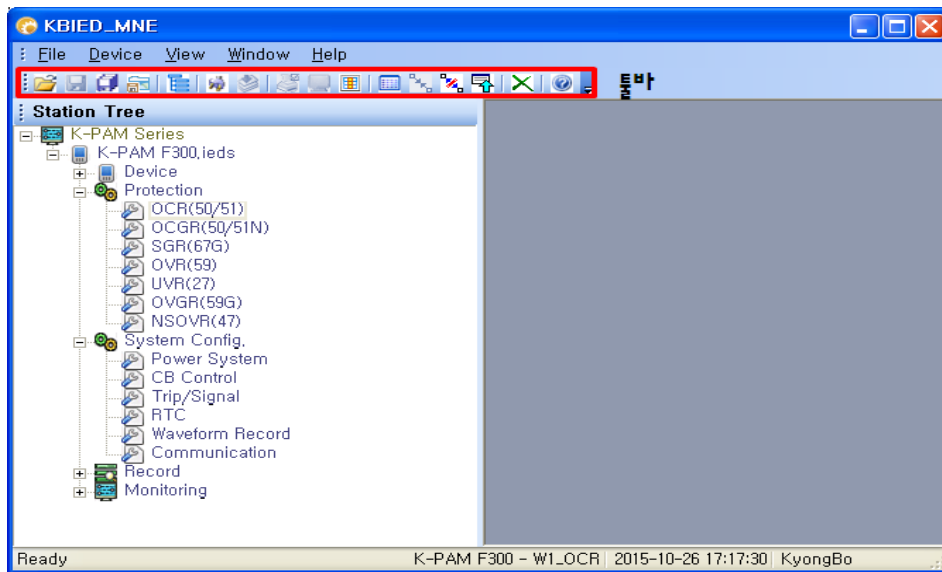 KBIED_MNE
File Device View Window Help
툴바
Station Tree
K-PAM Series
K-PAM F300.ieds
Device
Protection
OCR(50/51)
OCGR(50/51N)
SGR(67G)
OVR(59)
UVR(27)
OVGR(59G)
NSOVR(47)
System Config.
Power System
CB Control
Trip/Signal
RTC
Waveform Record
Communication
Record
Monitoring
Ready K-PAM F300 - W1_OCR 2015-10-26 17:17:30 KyongBo